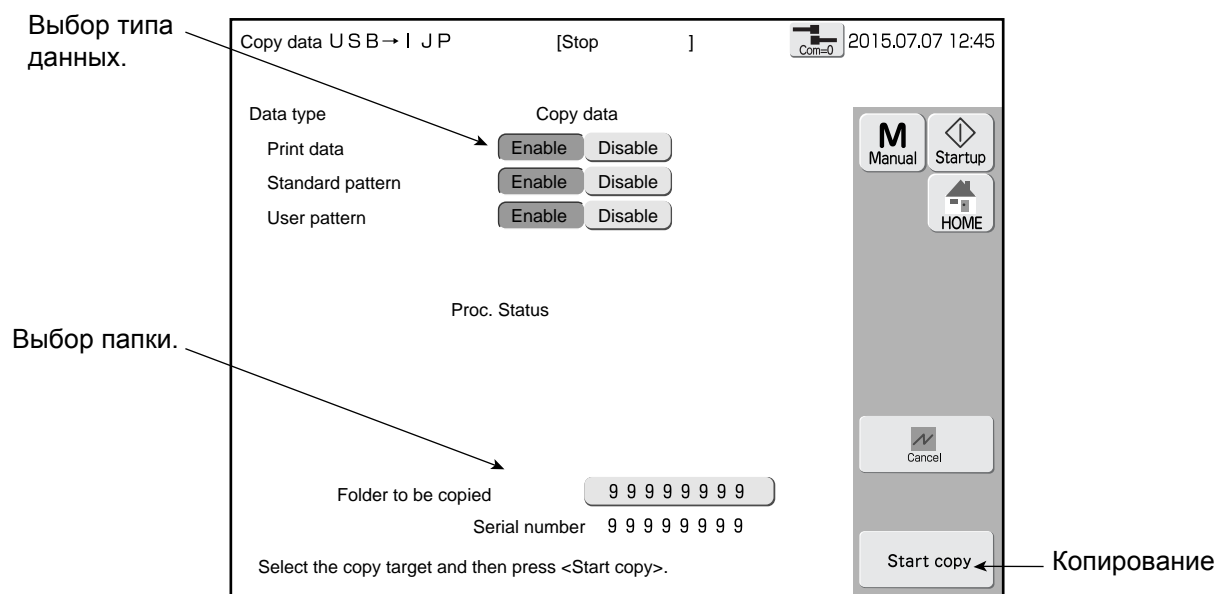 Выбор типа
данных.
Copy data USB→IJP [Stop ] Com=0 2015.07.07 12:45
Data type Copy data
Print data Enable Disable
Standard pattern Enable Disable
User pattern Enable Disable
M
Manual Startup
HOME
Proc. Status
Выбор папки.
Cancel
Folder to be copied 99999999
Serial number 99999999
Select the copy target and then press <Start copy>.
Start copy
Копирование